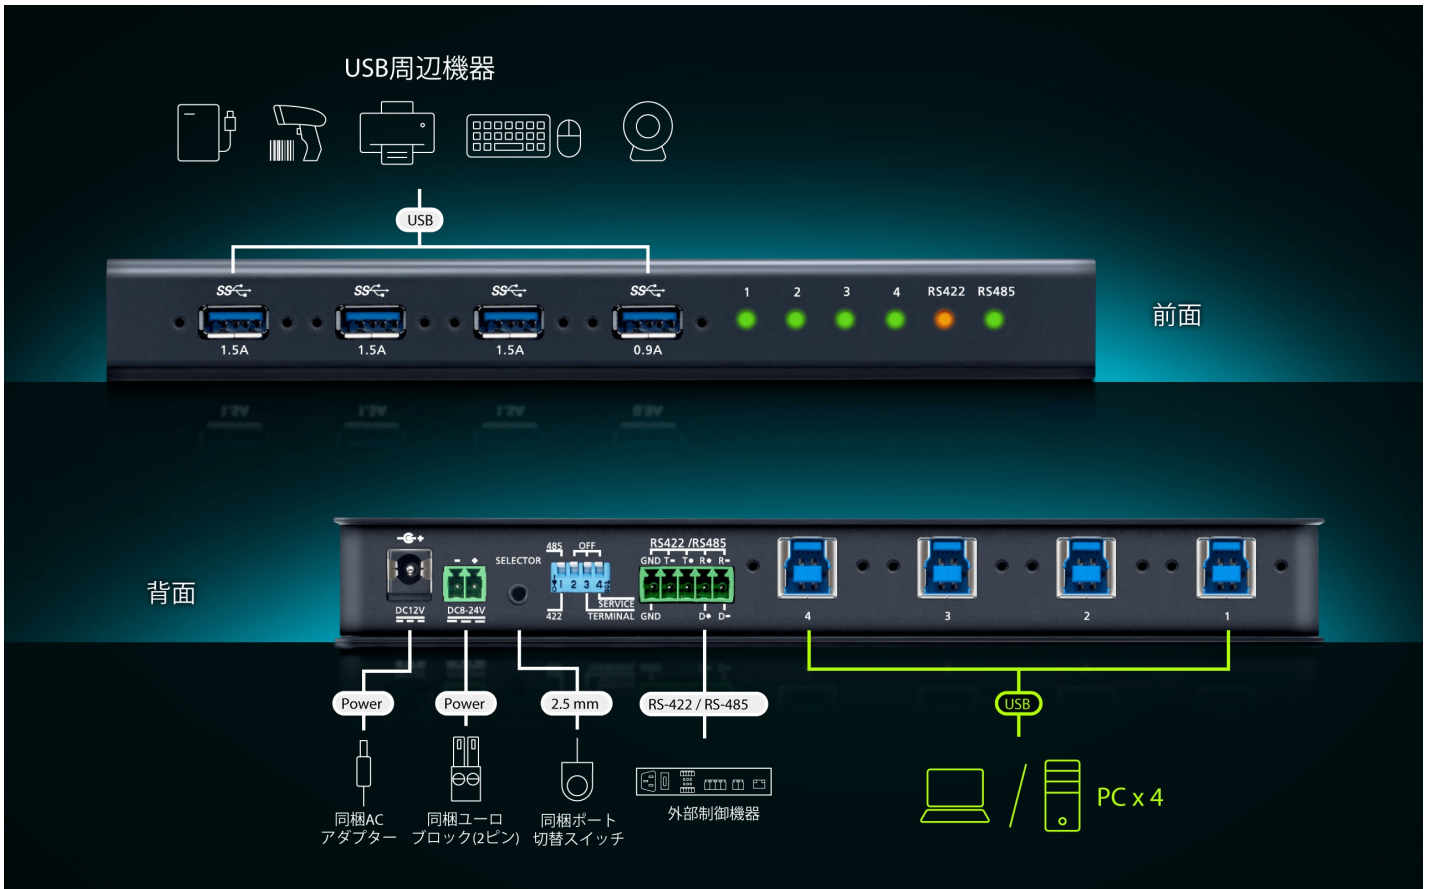 USB周辺機器
USB
SS SS SS SS
1 2 3 4 RS422 RS485
1.5A 1.5A 1.5A 0.9A
前面
背面
- +
- +
SELECTOR
485 OFF
RS422 /RS485
GND T- T+ R+ R-
1 2 3 4
DC12V
DC8-24V
422
SERVICE
TERMINAL
GND D+ D-
4 3 2 1
Power
Power
2.5 mm
RS-422 / RS-485
USB
同梱AC
アダプター
同梱ユーロ
ブロック(2ピン)
同梱ポート
切替スイッチ
外部制御機器
PC x 4